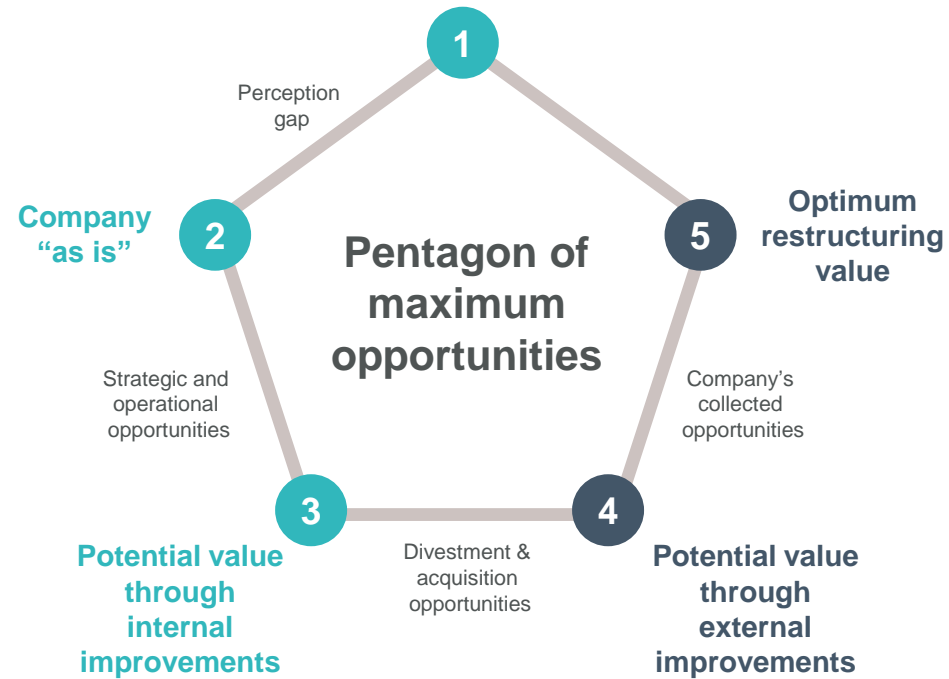 1
Perception
gap
Company
“as is”
2
Pentagon of
maximum
opportunities
5
Optimum
restructuring
value
Strategic and
operational
opportunities
Company’s
collected
opportunities
3
4
Potential value
through
internal
improvements
Divestment &
acquisition
opportunities
Potential value
through
external
improvements